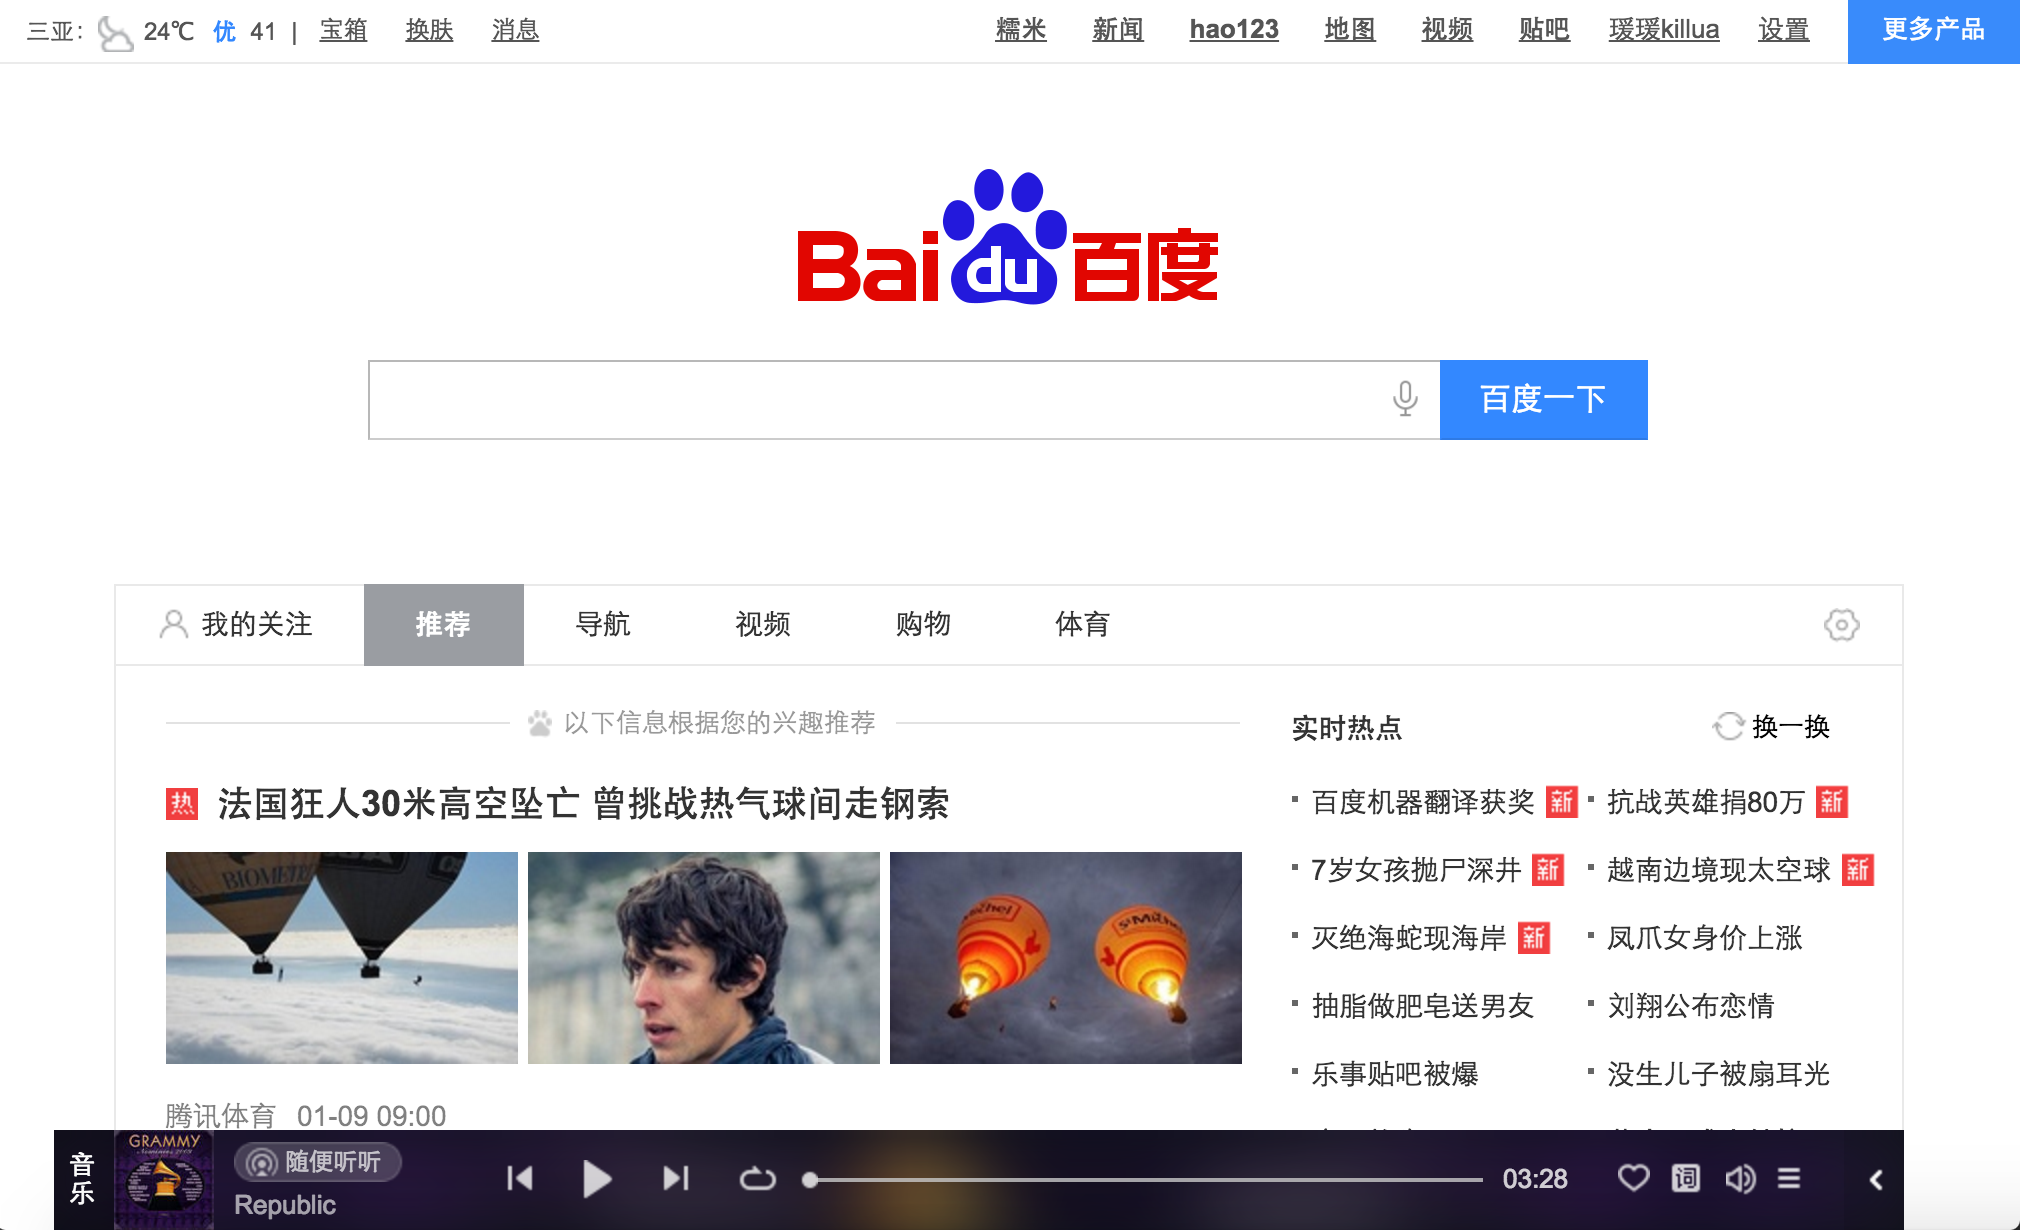 三亚： 24℃ 优 41 | 宝箱 换肤 消息 糯米 新闻 hao123 地图 视频 贴吧 瑗瑗killua 设置 更多产品
Bai du 百度
百度一下
我的关注 推荐 导航 视频 购物 体育
以下信息根据您的兴趣推荐
热 法国狂人30米高空坠亡 曾挑战热气球间走钢索
腾讯体育 01-09 09:00
实时热点 换一换
百度机器翻译获奖 新 抗战英雄捐80万 新
7岁女孩抛尸深井 新 越南边境现太空球 新
灭绝海蛇现海岸 新 凤爪女身价上涨
抽脂做肥皂送男友 刘翔公布恋情
乐事贴吧被爆 没生儿子被扇耳光
音乐 GRAMMY 随便听听
Republic
03:28 词